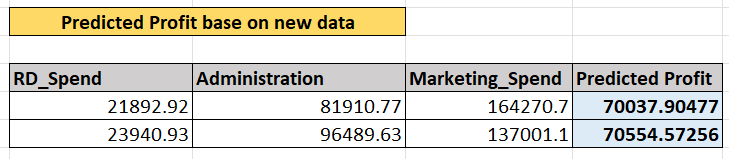 Predicted Profit base on new data
RD_Spend Administration Marketing_Spend Predicted Profit
21892.92 81910.77 164270.7 70037.90477
23940.93 96489.63 137001.1 70554.57256